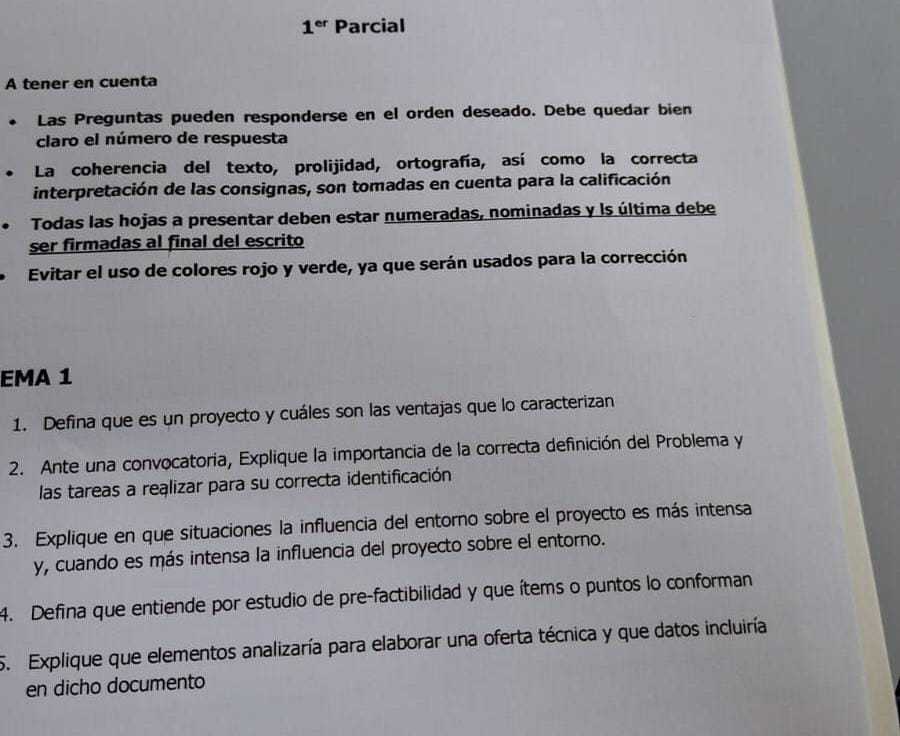 1er Parcial
A tener en cuenta
• Las Preguntas pueden responderse en el orden deseado. Debe quedar bien
claro el número de respuesta
• La coherencia del texto, prolijidad, ortografía, así como la correcta
interpretación de las consignas, son tomadas en cuenta para la calificación
• Todas las hojas a presentar deben estar numeradas, nominadas y ls última debe
ser firmadas al final del escrito
• Evitar el uso de colores rojo y verde, ya que serán usados para la corrección
EMA 1
1. Defina que es un proyecto y cuáles son las ventajas que lo caracterizan
2. Ante una convocatoria, Explique la importancia de la correcta definición del Problema y
las tareas a realizar para su correcta identificación
3. Explique en que situaciones la influencia del entorno sobre el proyecto es más intensa
y, cuando es más intensa la influencia del proyecto sobre el entorno.
4. Defina que entiende por estudio de pre-factibilidad y que ítems o puntos lo conforman
5. Explique que elementos analizaría para elaborar una oferta técnica y que datos incluiría
en dicho documento